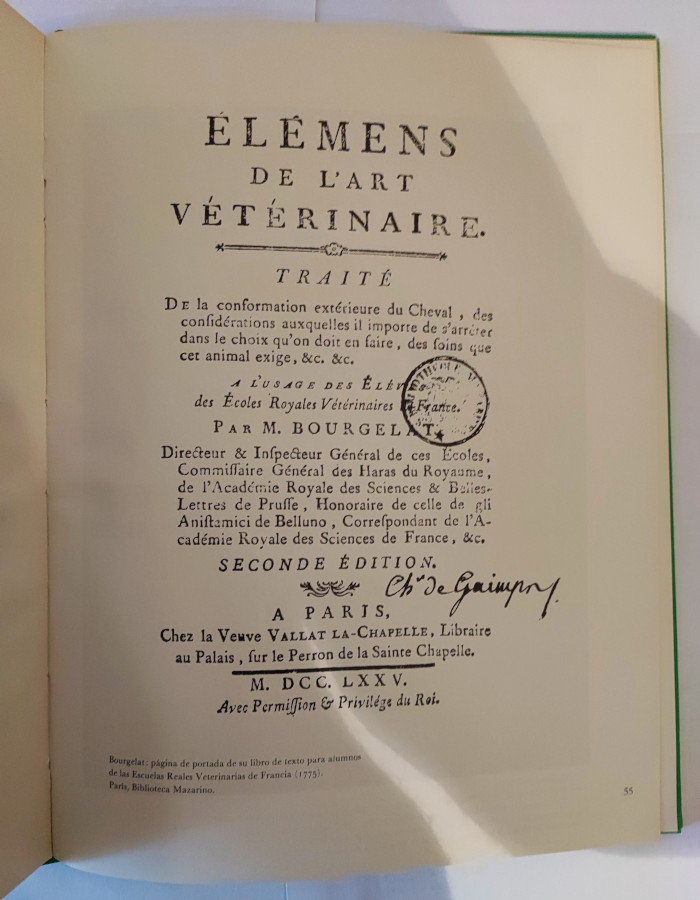 ÉLÉMENS
DE L'ART
VÉTÉRINAIRE.
TRAITÉ
DE la conformation extérieure du Cheval, des
conſidérations auxquelles il importe de s'arrêter
dans le choix qu'on doit en faire, des ſoins que
cet animal exige, &c. &c.
A L'USAGE DES ÉLÉV
des Écoles Royales Vétérinaires France.
PAR M. BOURGELAT.
Directeur & Inſpecteur Général de ces Écoles,
Commiſſaire Général des Haras du Royaume,
de l'Académie Royale des Sciences & Belles-
Lettres de Pruſſe, Honoraire de celle de gli
Aniſtamici de Belluno, Correſpondant de l'A-
cadémie Royale des Sciences de France, &c.
SECONDE ÉDITION.
Chr de
A PARIS,
Chez la Veuve VALLAT LA-CHAPELLE, Libraire
au Palais, ſur le Perron de la Sainte Chapelle.
M. DCC. LXXV.
Avec Permiſſion & Privilége du Roi.
Bourgelat: página de portada de su libro de texto para alumnos
de las Escuelas Reales Veterinarias de Francia (1775).
París, Biblioteca Mazarino.
55